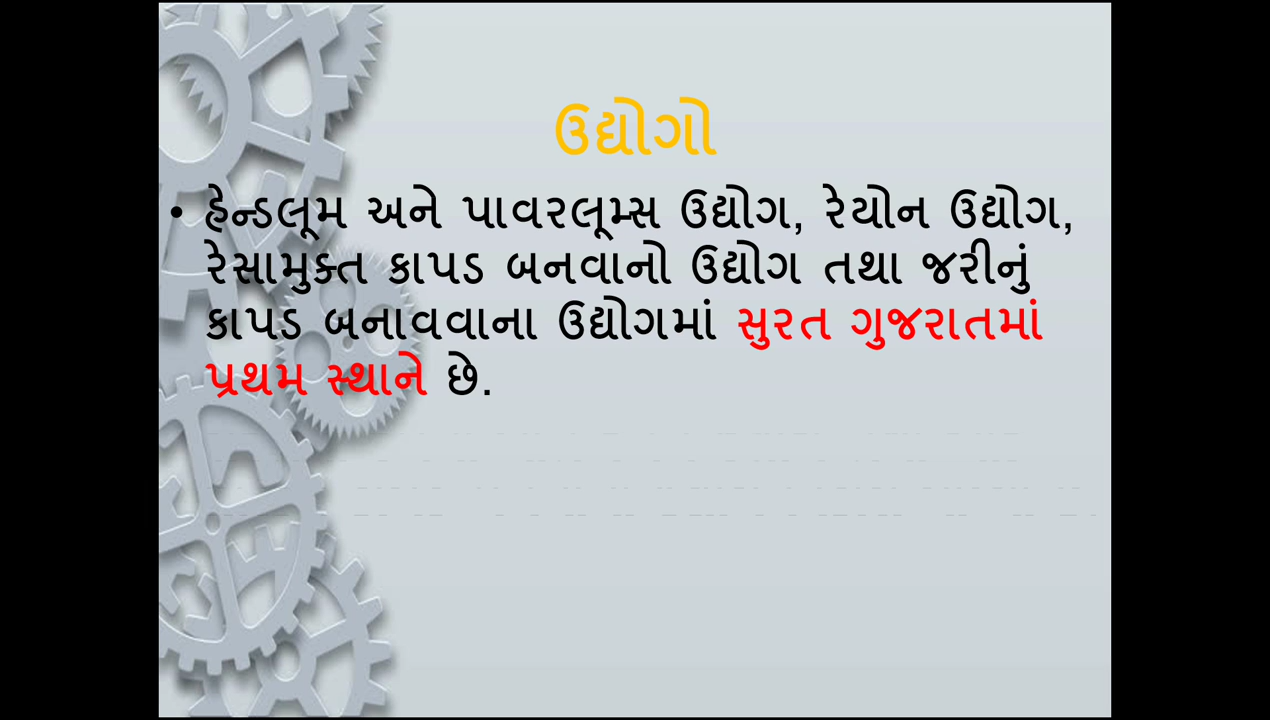 ઉદ્યોગો
• હેન્ડલૂમ અને પાવરલૂમ્સ ઉદ્યોગ, રેયોન ઉદ્યોગ,
રેસામુક્ત કાપડ બનવાનો ઉદ્યોગ તથા જરીનું
કાપડ બનાવવાના ઉદ્યોગમાં સુરત ગુજરાતમાં
પ્રથમ સ્થાને છે.